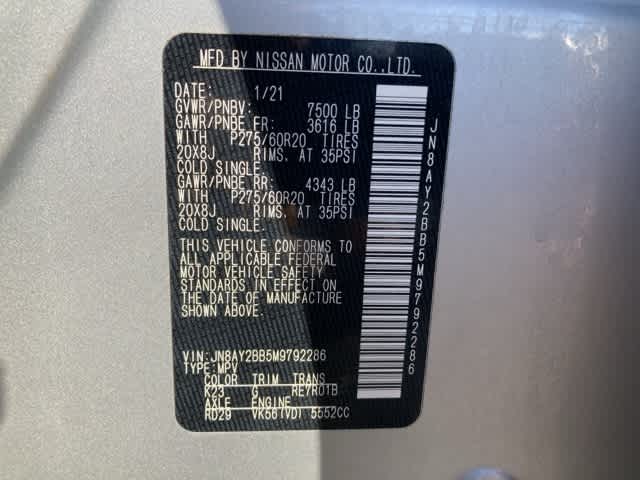 MFD BY NISSAN MOTOR CO.,LTD.
DATE: 1/21
GVWR/PNBV: 7500 LB
GAWR/PNBE FR: 3616 LB
WITH P275/60R20 TIRES
20X8J RIMS. AT 35PSI
COLD SINGLE.
GAWR/PNBE RR: 4343 LB
WITH P275/60R20 TIRES
20X8J RIMS. AT 35PSI
COLD SINGLE.
THIS VEHICLE CONFORMS TO
ALL APPLICABLE FEDERAL
MOTOR VEHICLE SAFETY
STANDARDS IN EFFECT ON
THE DATE OF MANUFACTURE
SHOWN ABOVE.
VIN:JN8AY2BB5M9792286
TYPE:MPV
COLOR TRIM TRANS
K23 G RE7R01B
AXLE ENGINE
RD29 VK56(VD) 5552CC
JN8AY2BB5M9792286